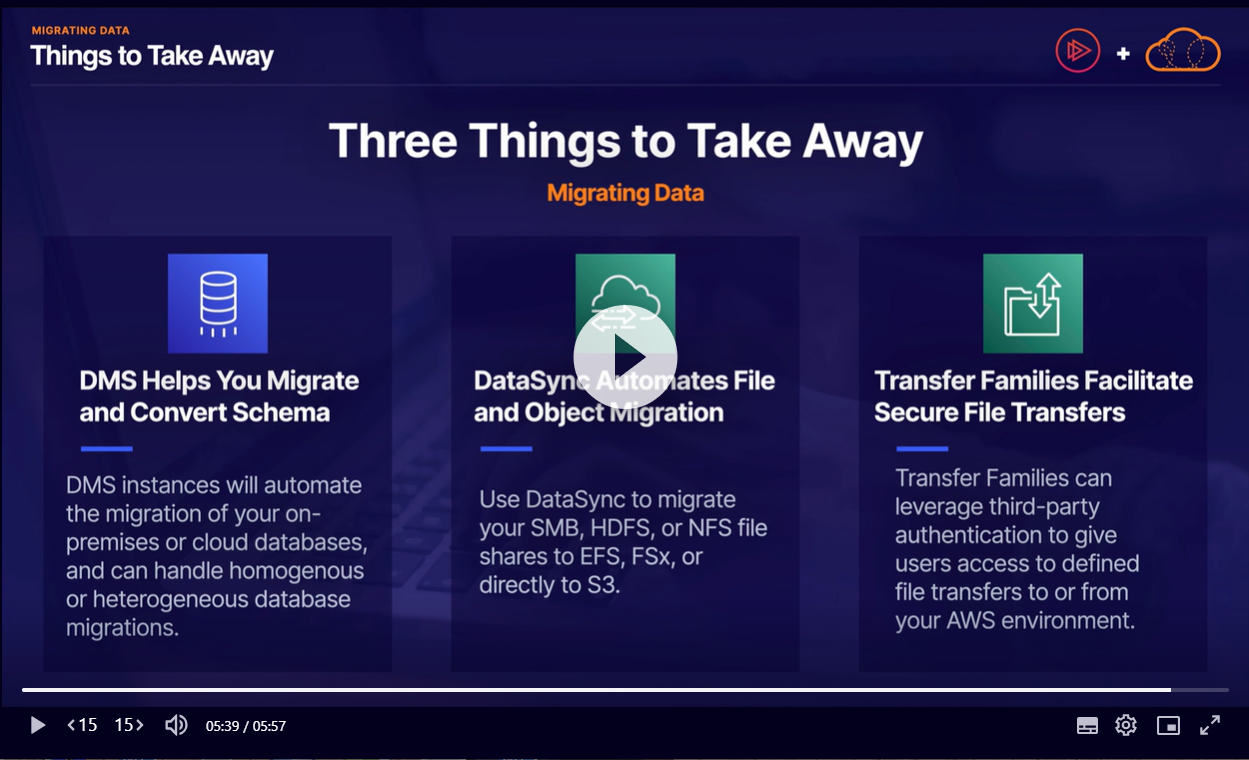 MIGRATING DATA
Things to Take Away
Three Things to Take Away
Migrating Data
DMS Helps You Migrate
and Convert Schema
DMS instances will automate
the migration of your on-
premises or cloud databases,
and can handle homogenous
or heterogeneous database
migrations.
DataSync Automates File
and Object Migration
Use DataSync to migrate
your SMB, HDFS, or NFS file
shares to EFS, FSx, or
directly to S3.
Transfer Families Facilitate
Secure File Transfers
Transfer Families can
leverage third-party
authentication to give
users access to defined
file transfers to or from
your AWS environment.
<15 15> 05:39 / 05:57